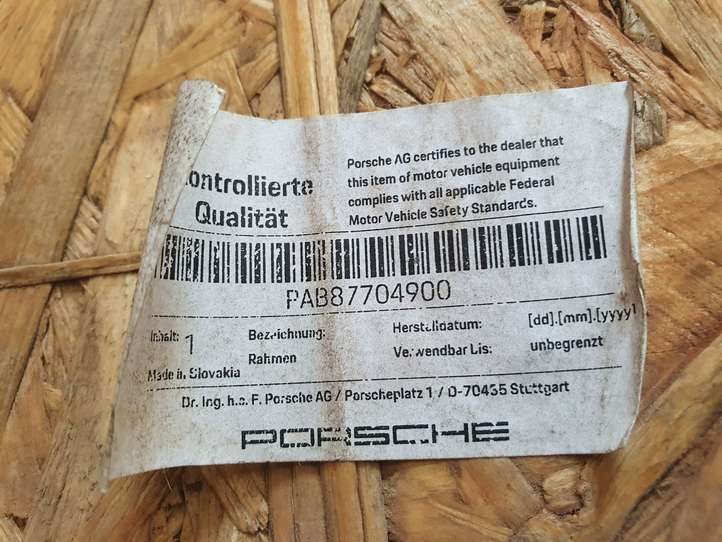 ontrollierte
Qualität
Porsche AG certifies to the dealer that
this item of motor vehicle equipment
complies with all applicable Federal
Motor Vehicle Safety Standards.
PAB87704900
Inhalt: 1
Bezeichnung:
Rahmen
Herstelldatum: [dd].[mm].[yyyy]
Verwendbar bis: unbegrenzt
Made in Slovakia
Dr. Ing. h.c. F. Porsche AG / Porscheplatz 1 / D-70435 Stuttgart
PORSCHE